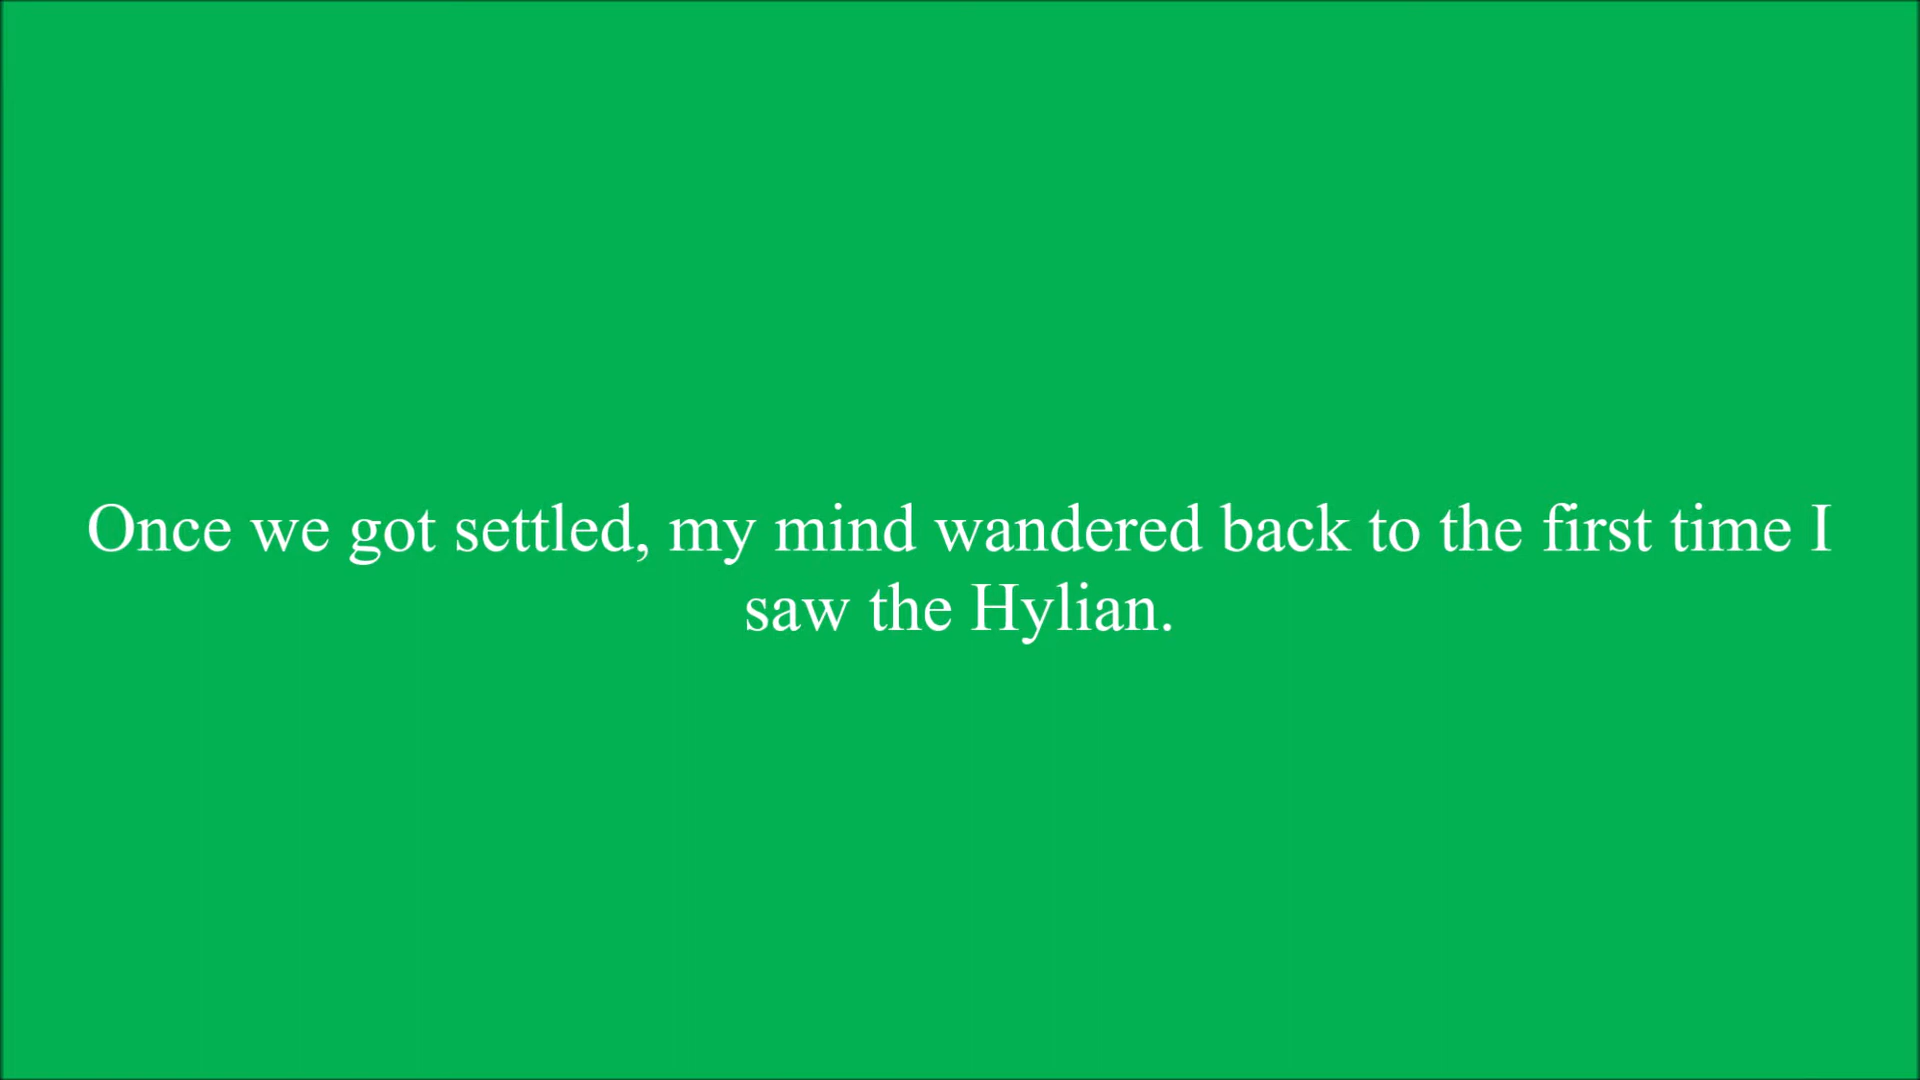 Once we got settled, my mind wandered back to the first time I
saw the Hylian.